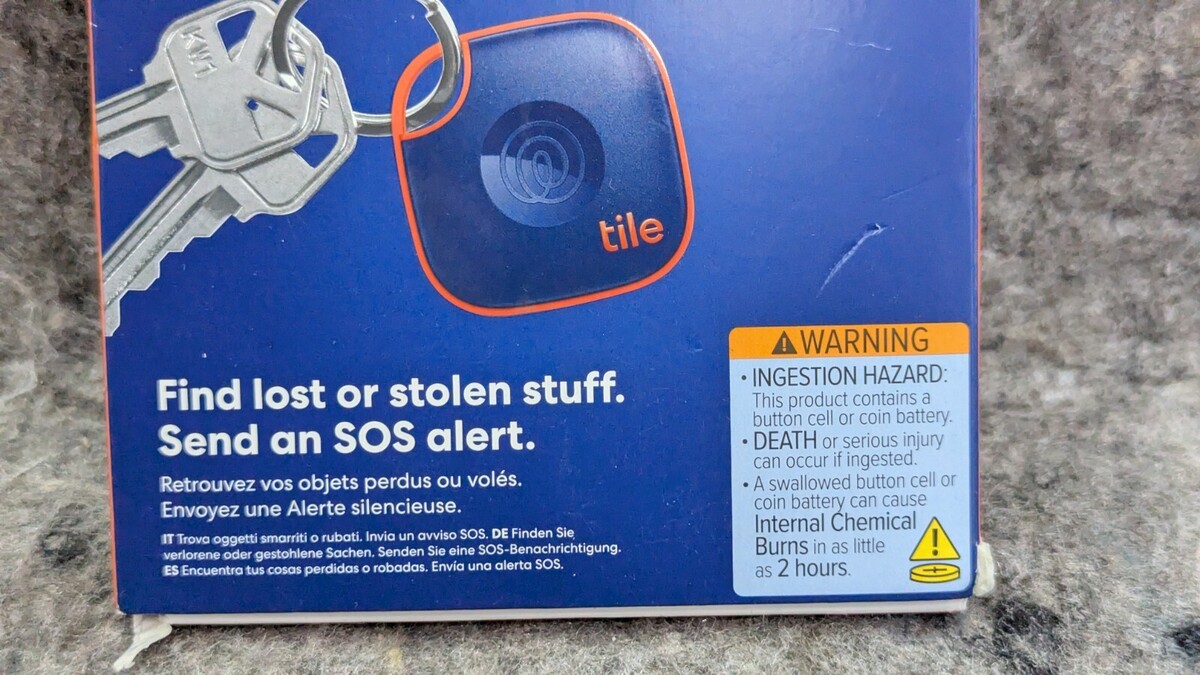 KW1
tile
Find lost or stolen stuff.
Send an SOS alert.
Retrouvez vos objets perdus ou volés.
Envoyez une Alerte silencieuse.
IT Trova oggetti smarriti o rubati. Invia un avviso SOS. DE Finden Sie
verlorene oder gestohlene Sachen. Senden Sie eine SOS-Benachrichtigung.
ES Encuentra tus cosas perdidas o robadas. Envía una alerta SOS.
WARNING
• INGESTION HAZARD:
This product contains a
button cell or coin battery.
• DEATH or serious injury
can occur if ingested.
• A swallowed button cell or
coin battery can cause
Internal Chemical
Burns in as little
as 2 hours.